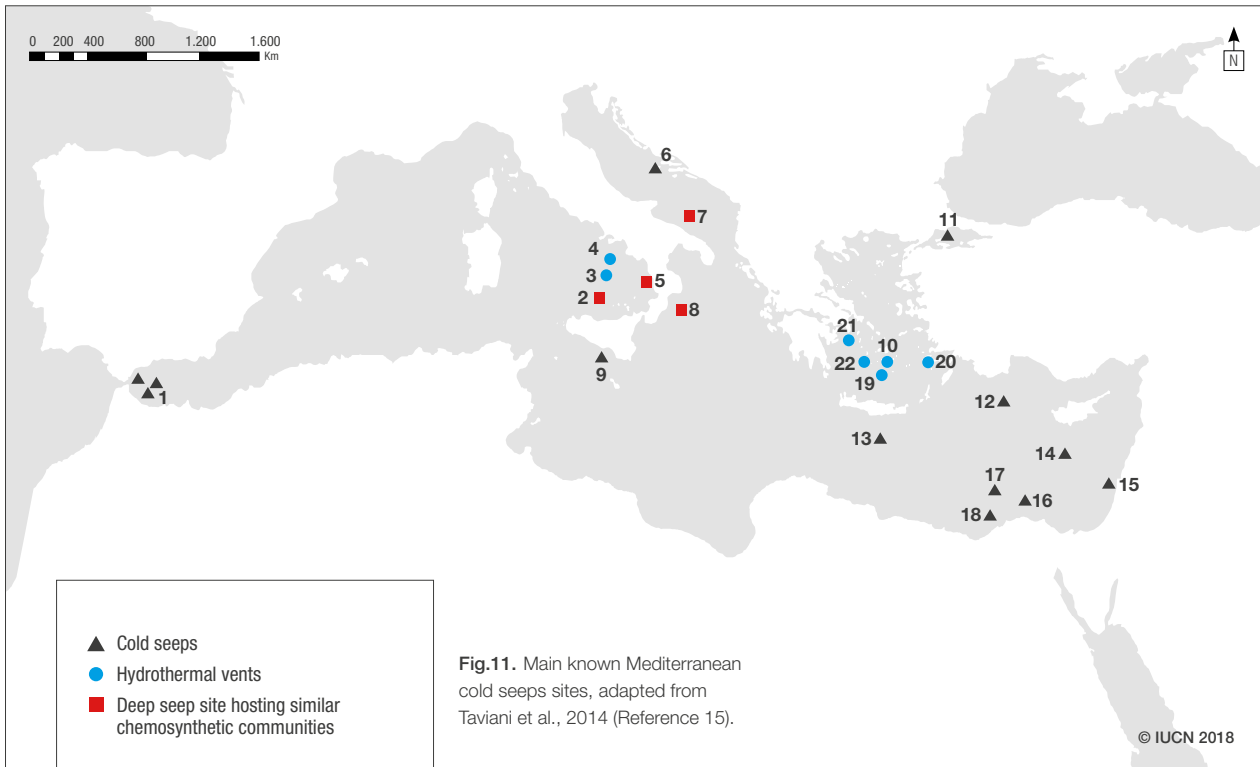 0 200 400 800 1.200 1.600
Km
N
6
7
11
4
3
5
2
8
21
10
22
20
19
9
1
12
13
14
17
15
16
18
Cold seeps
Hydrothermal vents
Deep seep site hosting similar
chemosynthetic communities
Fig.11. Main known Mediterranean
cold seeps sites, adapted from
Taviani et al., 2014 (Reference 15).
© IUCN 2018